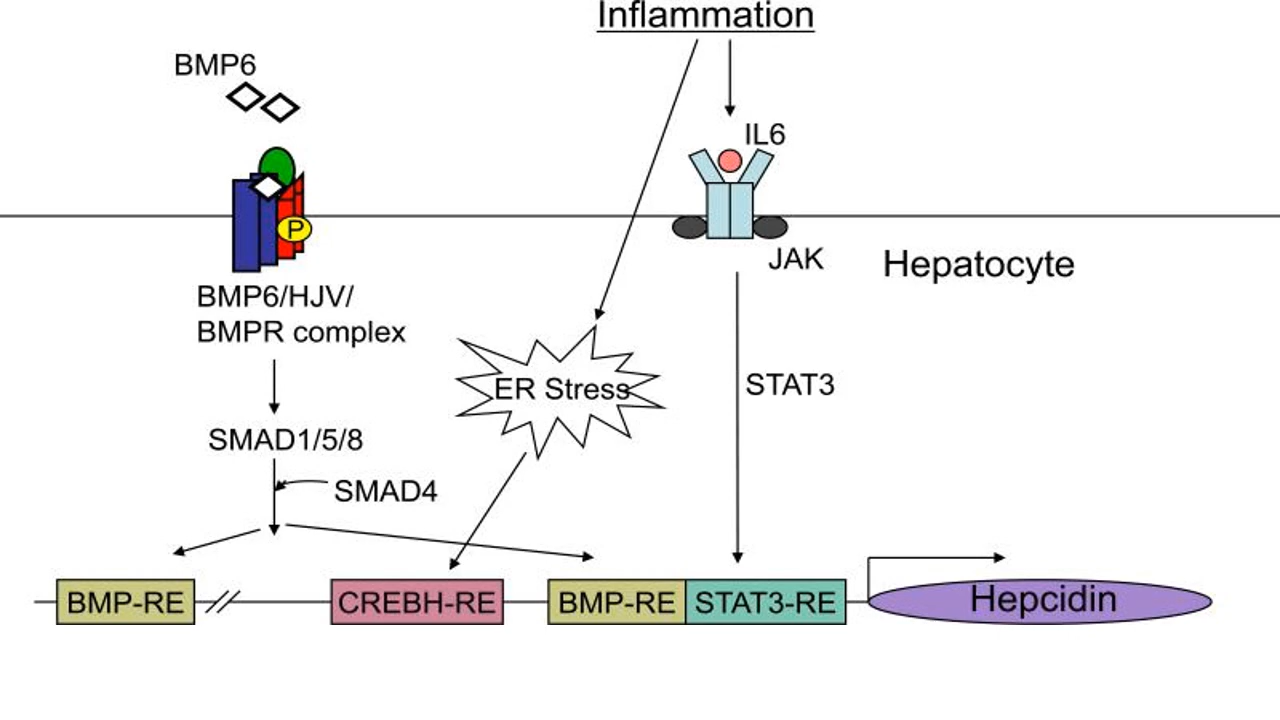 Inflammation
BMP6
IL6
P
JAK
Hepatocyte
BMP6/HJV/
BMPR complex
ER Stress
STAT3
SMAD1/5/8
SMAD4
BMP-RE
CREBH-RE
BMP-RE
STAT3-RE
Hepcidin